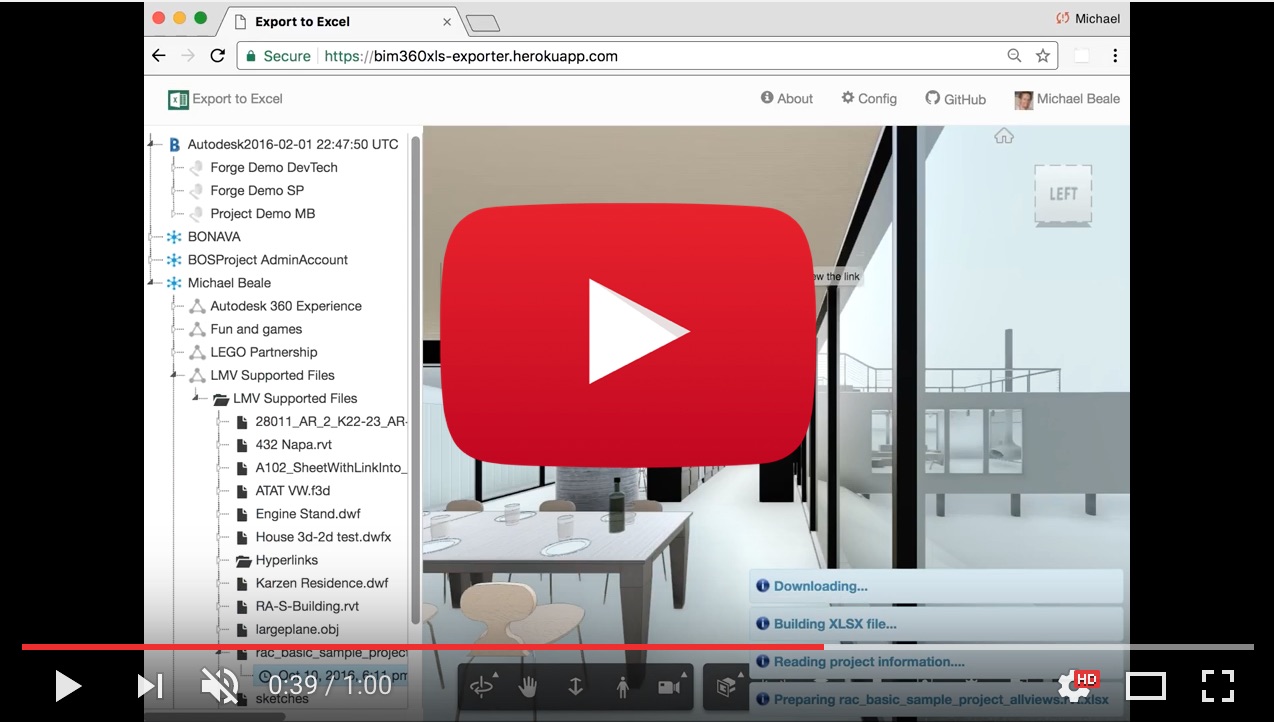 Export to Excel
Michael
Secure https://bim360xls-exporter.herokuapp.com
Export to Excel About Config GitHub Michael Beale
Autodesk2016-02-01 22:47:50 UTC
Forge Demo DevTech
Forge Demo SP
Project Demo MB
BONAVA
BOSProject AdminAccount
Michael Beale
Autodesk 360 Experience
Fun and games
LEGO Partnership
LMV Supported Files
LMV Supported Files
28011_AR_2_K22-23_AR-
432 Napa.rvt
A102_SheetWithLinkInto_
ATAT VW.f3d
Engine Stand.dwf
House 3d-2d test.dwfx
Hyperlinks
Karzen Residence.dwf
RA-S-Building.rvt
largeplane.obj
rac_basic_sample_project
Oct 10, 2016, 6:11 pm
sketches
LEFT
the link
Downloading...
Building XLSX file...
Reading project information....
Preparing rac_basic_sample_project_allviews.rvt.xlsx
0:39 / 1:00
HD